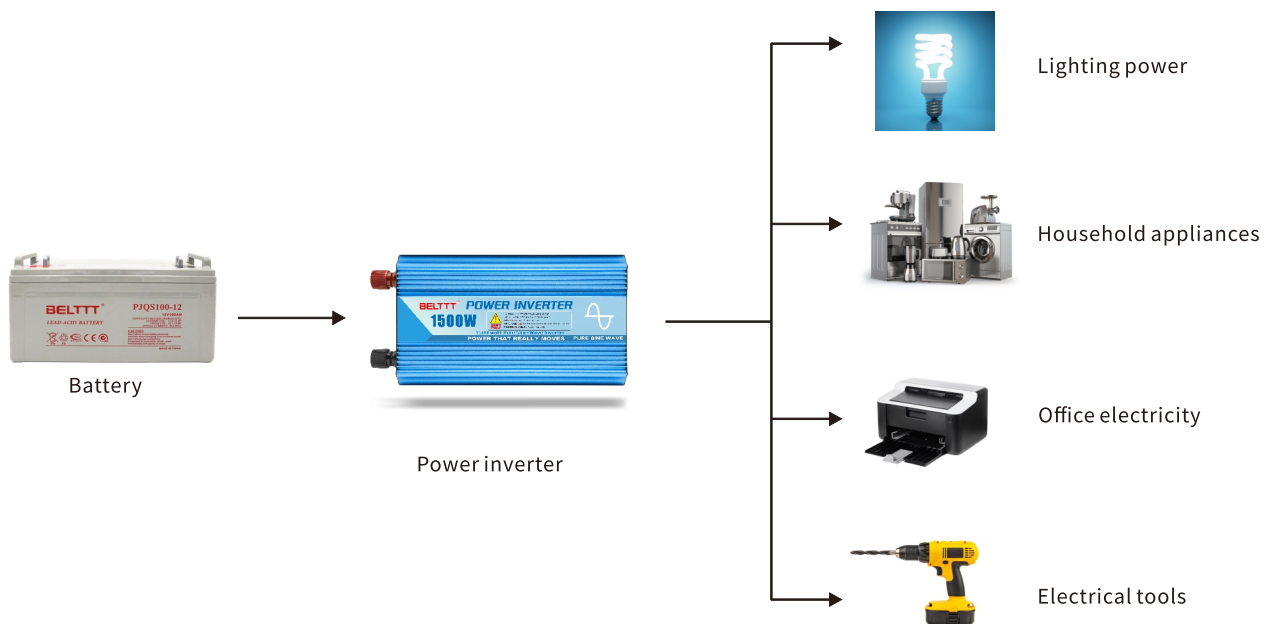 Lighting power
Household appliances
BELTTT
PJQS100-12
LEAD-ACID BATTERY
Battery
BELTTT POWER INVERTER
1500W
POWER THAT REALLY MOVES PURE SINE WAVE
Power inverter
Office electricity
Electrical tools